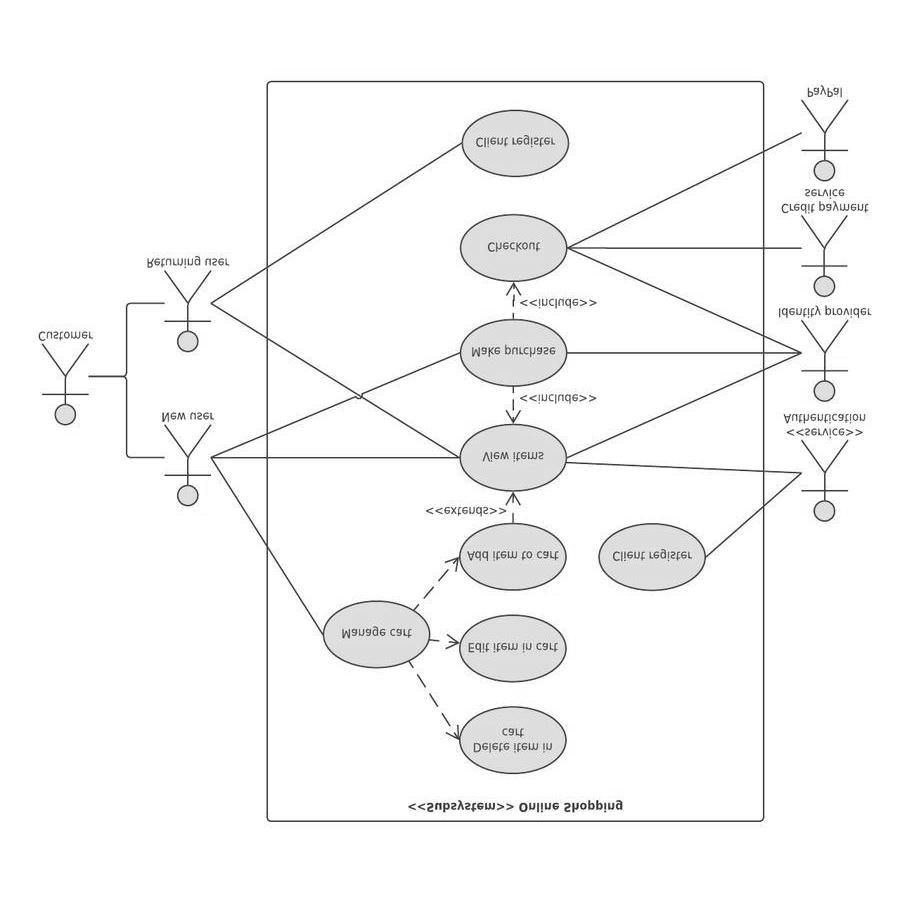 <<Subsystem>> Online Shopping
Delete item in
cart
Manage cart
Edit item in cart
Add item to cart
Client register
<<extends>>
View items
<<include>>
Make purchase
<<include>>
Checkout
Client register
New user
Customer
Returning user
<<service>>
Authentication
Identity provider
Credit payment
service
PayPal